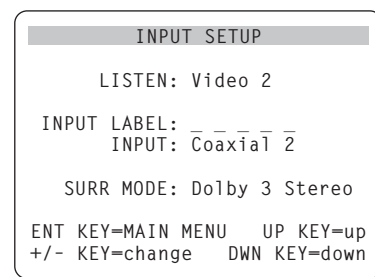 INPUT SETUP
LISTEN: Video 2
INPUT LABEL: _ _ _ _ _
INPUT: Coaxial 2
SURR MODE: Dolby 3 Stereo
ENT KEY=MAIN MENU UP KEY=up
+/- KEY=change DWN KEY=down